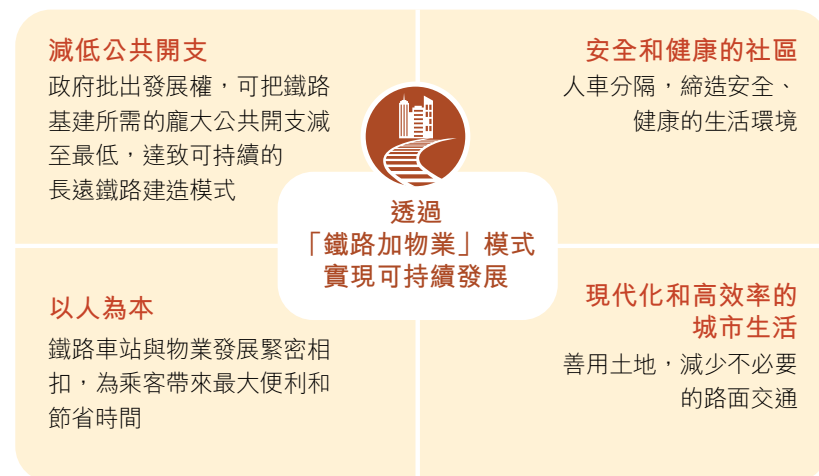 減低公共開支
政府批出發展權，可把鐵路
基建所需的龐大公共開支減
至最低，達致可持續的
長遠鐵路建造模式
安全和健康的社區
人車分隔，締造安全、
健康的生活環境
透過
「鐵路加物業」模式
實現可持續發展
以人為本
鐵路車站與物業發展緊密相
扣，為乘客帶來最大便利和
節省時間
現代化和高效率的
城市生活
善用土地，減少不必要
的路面交通